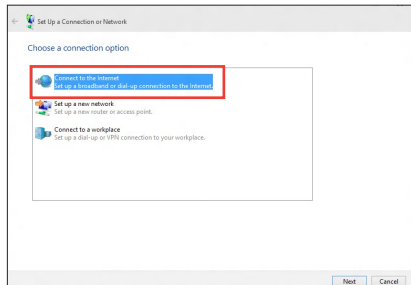 Set Up a Connection or Network
Choose a connection option
Connect to the Internet
Set up a broadband or dial-up connection to the Internet.
Set up a new network
Set up a new router or access point.
Connect to a workplace
Set up a dial-up or VPN connection to your workplace.
Next Cancel